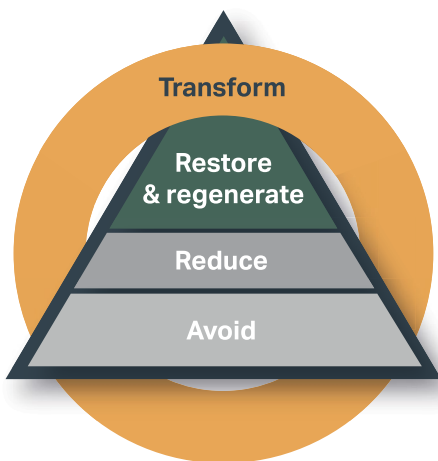 Transform
Restore
& regenerate
Reduce
Avoid